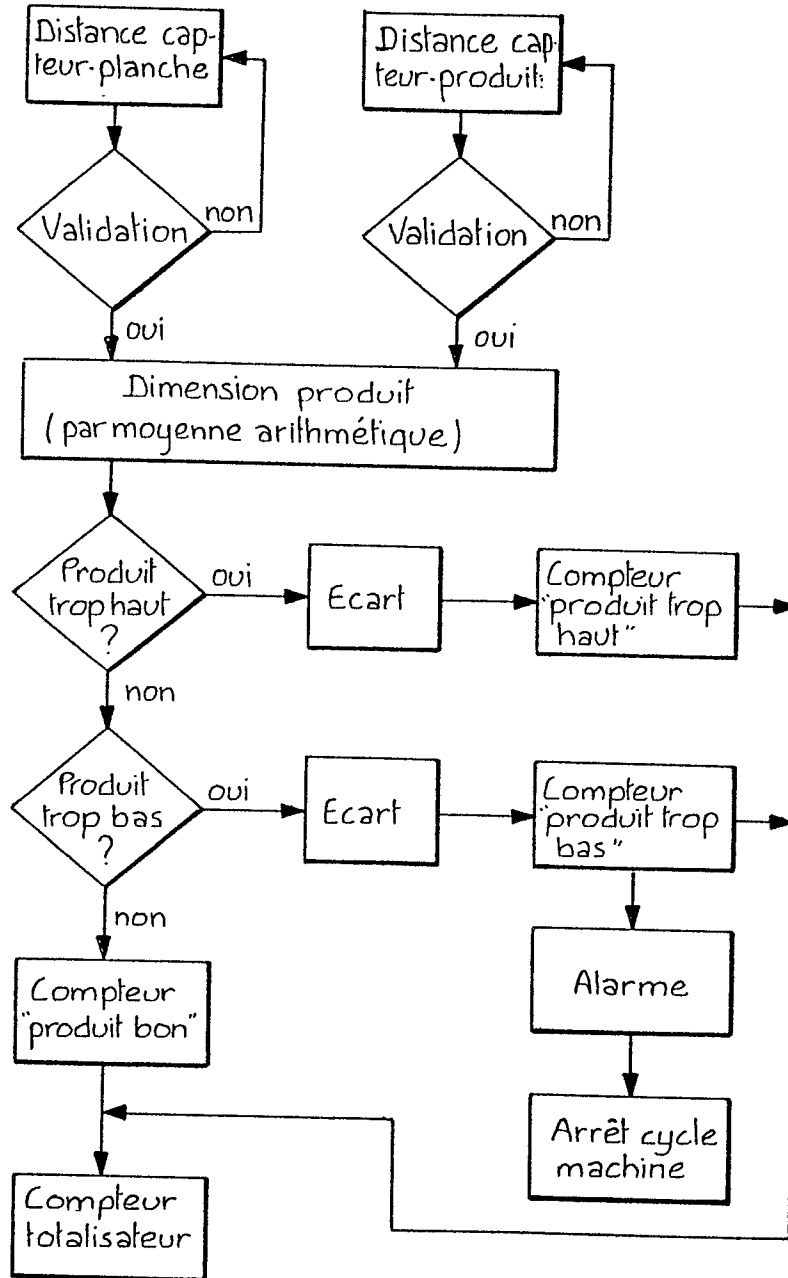 Distance cap-
teur-planche
Distance cap-
teur-produit
Validation
non
Validation
non
oui
oui
Dimension produit
(par moyenne arithmétique)
Produit
trop haut
?
oui
Ecart
Compteur
"produit trop
haut"
non
Produit
trop bas
?
oui
Ecart
Compteur
"produit trop
bas"
non
Compteur
"produit bon"
Alarme
Arrêt cycle
machine
Compteur
totalisateur